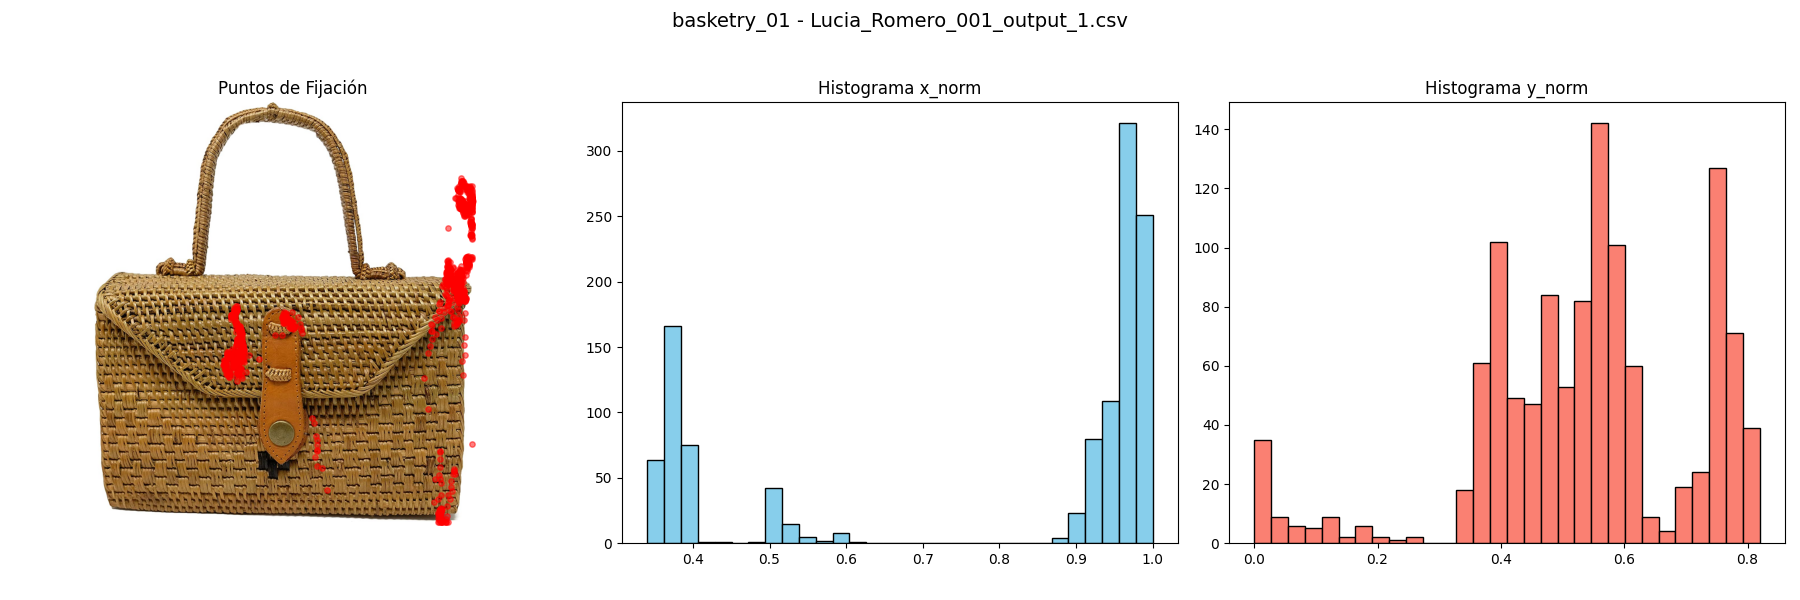 basketry_01 - Lucia_Romero_001_output_1.csv
Puntos de Fijación
Histograma x_norm
300
250
200
150
100
50
0
0.4 0.5 0.6 0.7 0.8 0.9 1.0
Histograma y_norm
140
120
100
80
60
40
20
0
0.0 0.2 0.4 0.6 0.8